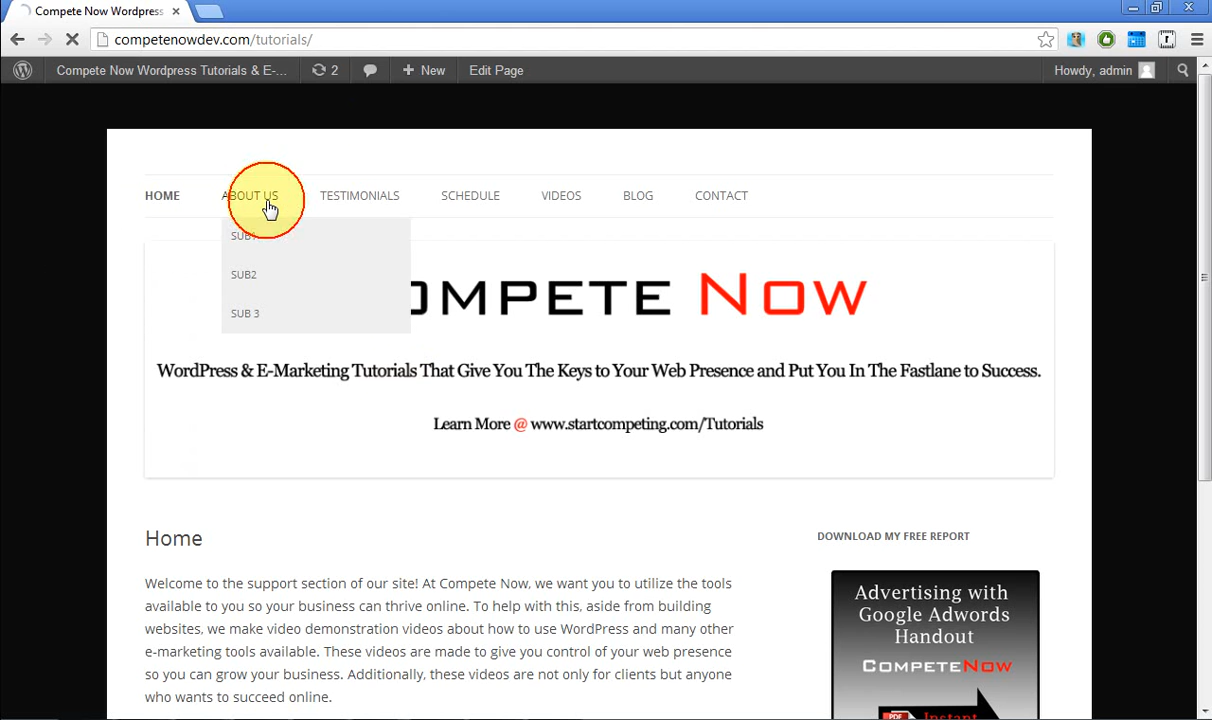 Compete Now Wordpress
competenowdev.com/tutorials/
Compete Now Wordpress Tutorials & E-... 2 New Edit Page Howdy, admin
HOME ABOUT US TESTIMONIALS SCHEDULE VIDEOS BLOG CONTACT
SUB1
SUB2
SUB 3
OMPETE NOW
WordPress & E-Marketing Tutorials That Give You The Keys to Your Web Presence and Put You In The Fastlane to Success.
Learn More @ www.startcompeting.com/Tutorials
Home
Welcome to the support section of our site! At Compete Now, we want you to utilize the tools
available to you so your business can thrive online. To help with this, aside from building
websites, we make video demonstration videos about how to use WordPress and many other
e-marketing tools available. These videos are made to give you control of your web presence
so you can grow your business. Additionally, these videos are not only for clients but anyone
who wants to succeed online.
DOWNLOAD MY FREE REPORT
Advertising with
Google Adwords
Handout
COMPETENOW
PDF Instant